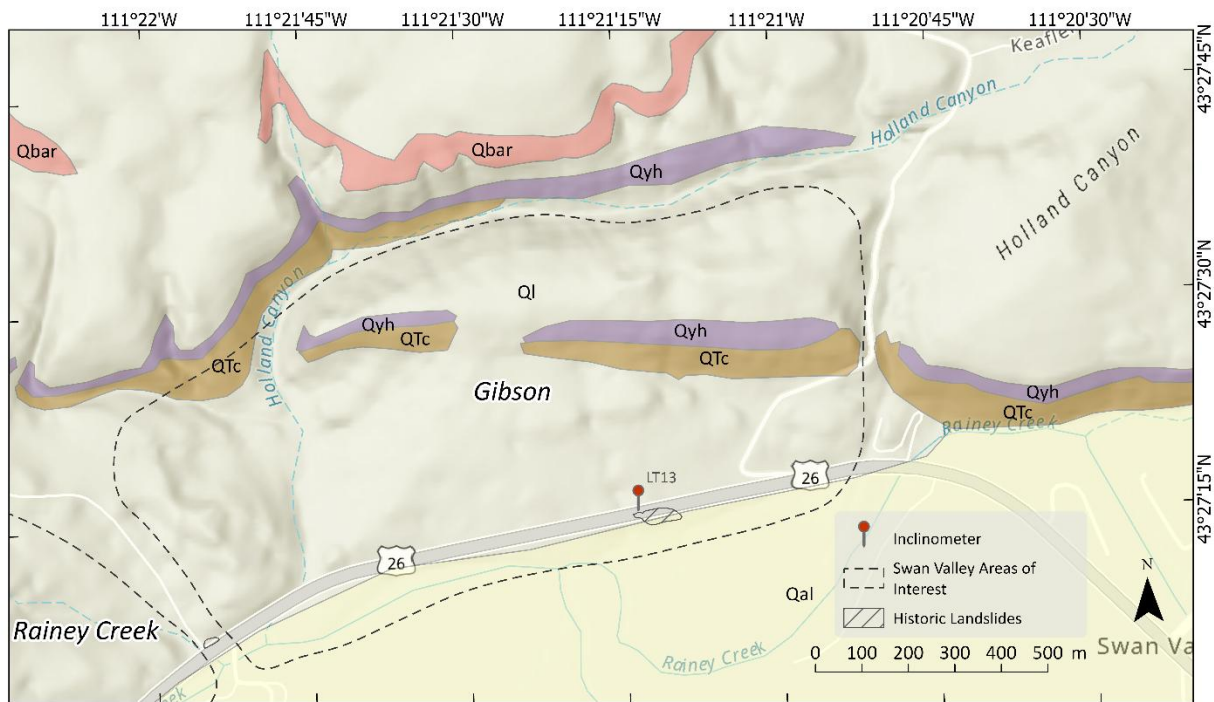 111°22'W
111°21'45"W
111°21'30"W
111°21'15"W
111°21'W
111°20'45"W
111°20'30"W
43°27'45"N
43°27'30"N
43°27'15"N
Holland Canyon
Qbar
Qbar
Qyh
Holland Canyon
Ql
Holland Canyon
Qyh
QTc
Qyh
QTc
QTc
Qyh
QTc
Gibson
Rainey Creek
LT13
26
26
Rainey Creek
Qal
Rainey Creek
Inclinometer
Swan Valley Areas of
Interest
Historic Landslides
N
0 100 200 300 400 500 m